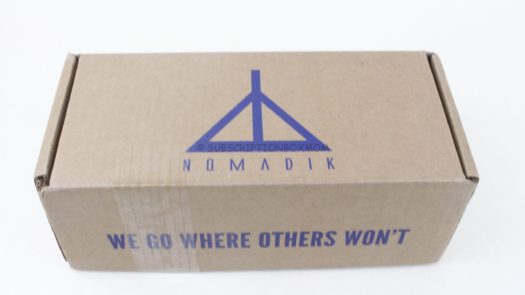 © SUBSCRIPTIONBOXMOM
NOMADIK
WE GO WHERE OTHERS WON'T